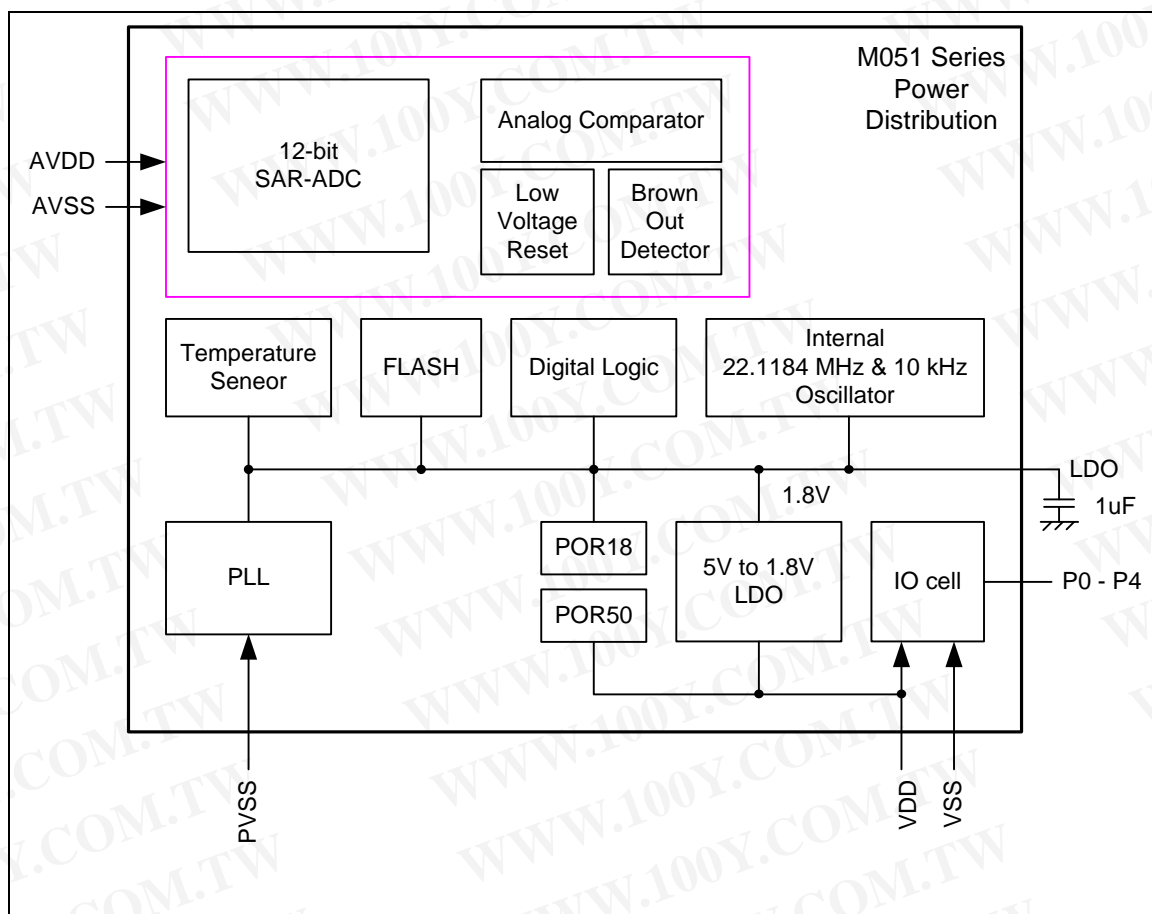 M051 Series
Power
Distribution
12-bit
SAR-ADC
Analog Comparator
Low
Voltage
Reset
Brown
Out
Detector
AVDD
AVSS
Temperature
Seneor
FLASH
Digital Logic
Internal
22.1184 MHz & 10 kHz
Oscillator
LDO
1uF
1.8V
PLL
POR18
POR50
5V to 1.8V
LDO
IO cell
P0 - P4
PVSS
VDD
VSS
WWW.100Y.COM.TW